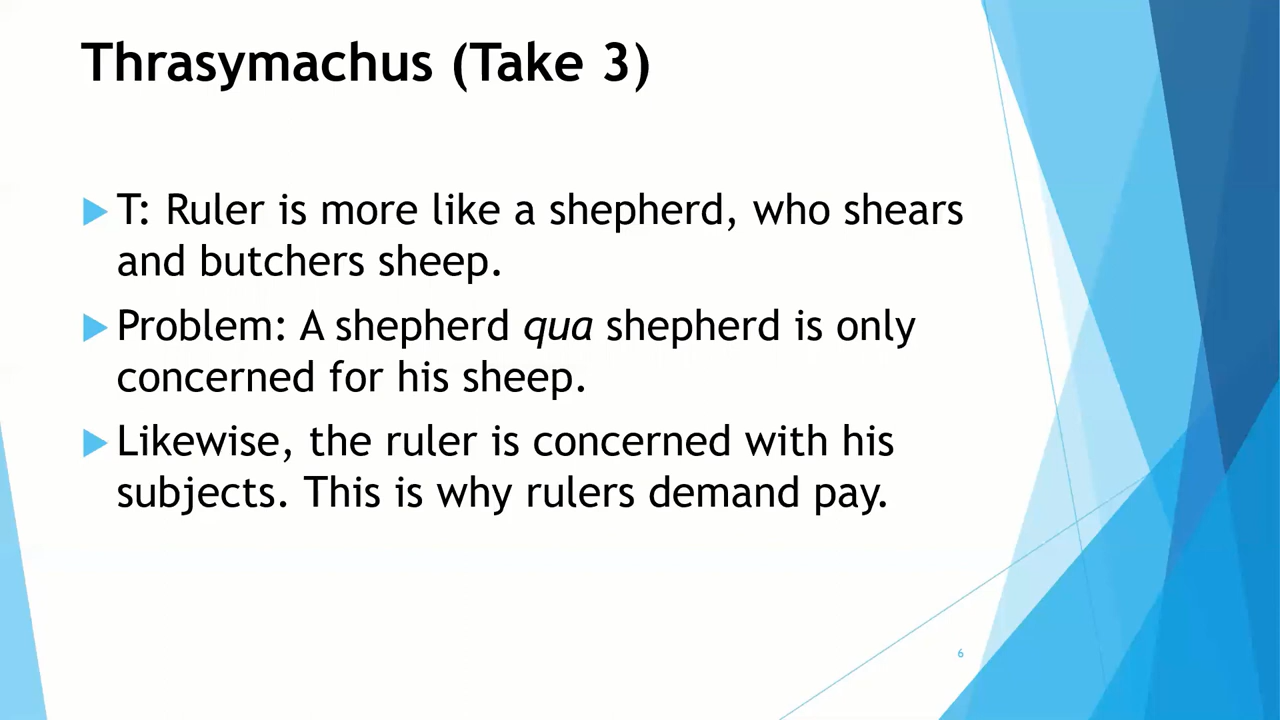 Thrasymachus (Take 3)
T: Ruler is more like a shepherd, who shears
and butchers sheep.
Problem: A shepherd qua shepherd is only
concerned for his sheep.
Likewise, the ruler is concerned with his
subjects. This is why rulers demand pay.
6